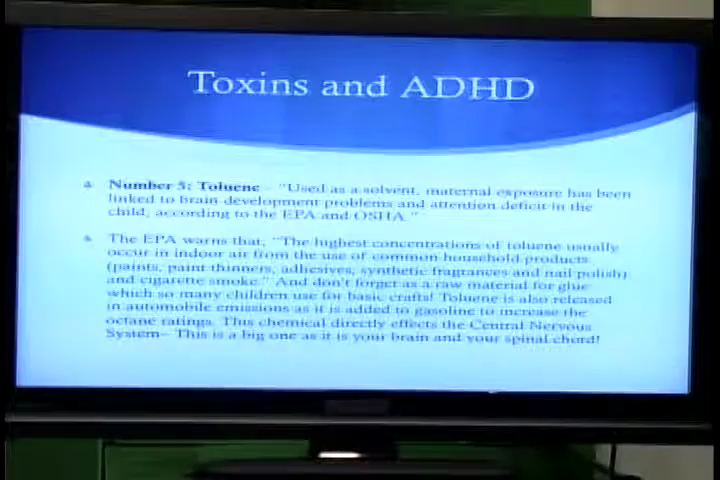 Toxins and ADHD
Number 5: Toluene – "Used as a solvent, maternal exposure has been
linked to brain development problems and attention deficit in the
child, according to the EPA and OSHA."
The EPA warns that, "The highest concentrations of toluene usually
occur in indoor air from the use of common household products
(paints, paint thinners, adhesives, synthetic fragrances and nail polish)
and cigarette smoke." And don't forget as a raw material for glue
which so many children use for basic crafts! Toluene is also released
in automobile emissions as it is added to gasoline to increase the
octane ratings. This chemical directly effects the Central Nervous
System– This is a big one as it is your brain and your spinal chord!